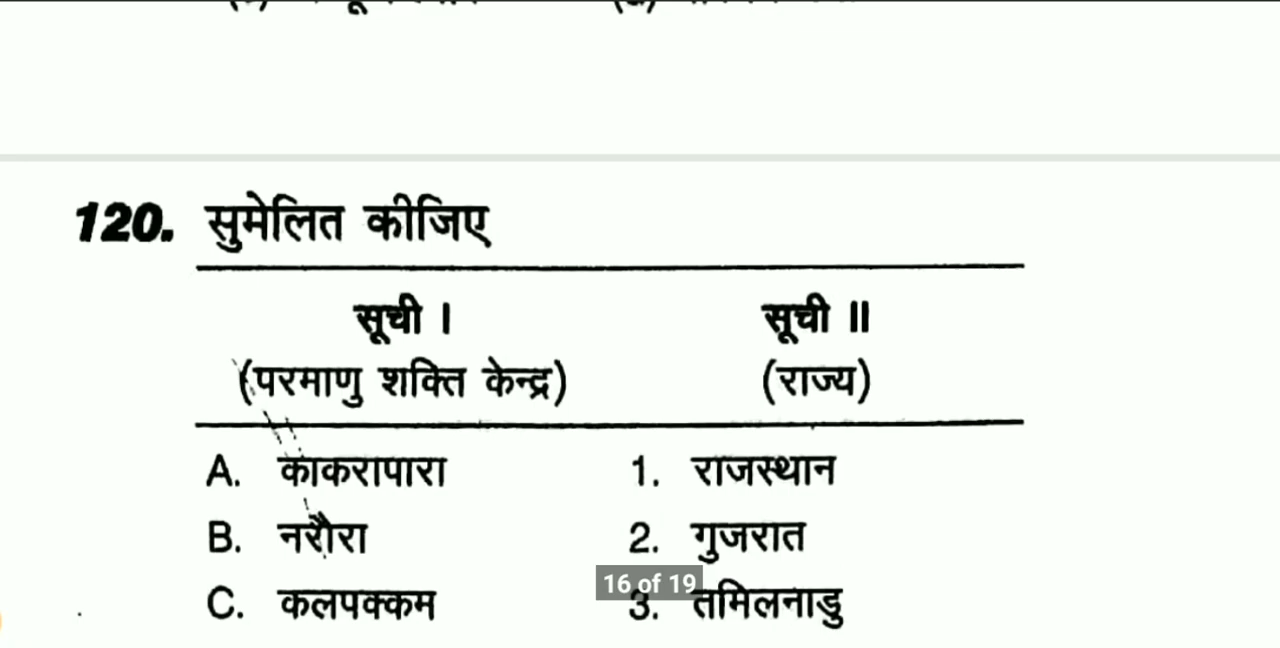 120. सुमेलित कीजिए
सूची I सूची II
(परमाणु शक्ति केन्द्र) (राज्य)
A. काकरापारा 1. राजस्थान
B. नरौरा 2. गुजरात
16 of 19
C. कलपक्कम 3. तमिलनाडु